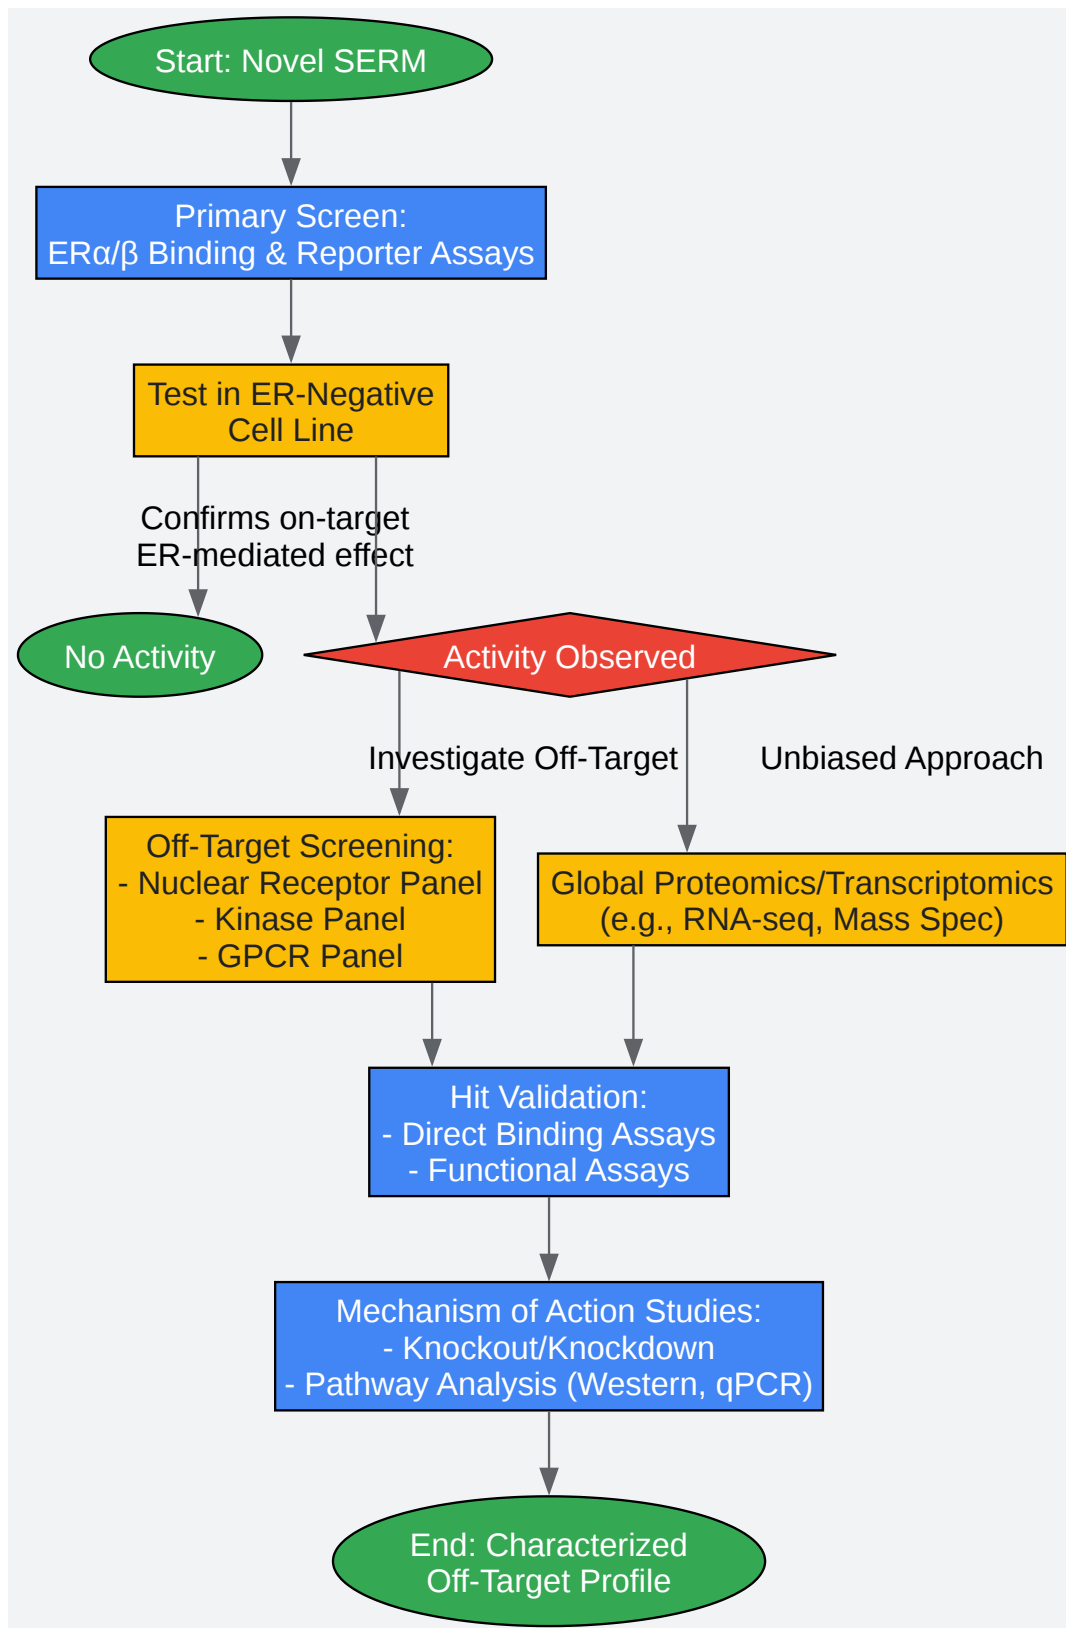 Start: Novel SERM
Primary Screen:
ERα/β Binding & Reporter Assays
Test in ER-Negative
Cell Line
Confirms on-target
ER-mediated effect
No Activity
Activity Observed
Investigate Off-Target
Unbiased Approach
Off-Target Screening:
- Nuclear Receptor Panel
- Kinase Panel
- GPCR Panel
Global Proteomics/Transcriptomics
(e.g., RNA-seq, Mass Spec)
Hit Validation:
- Direct Binding Assays
- Functional Assays
Mechanism of Action Studies:
- Knockout/Knockdown
- Pathway Analysis (Western, qPCR)
End: Characterized
Off-Target Profile